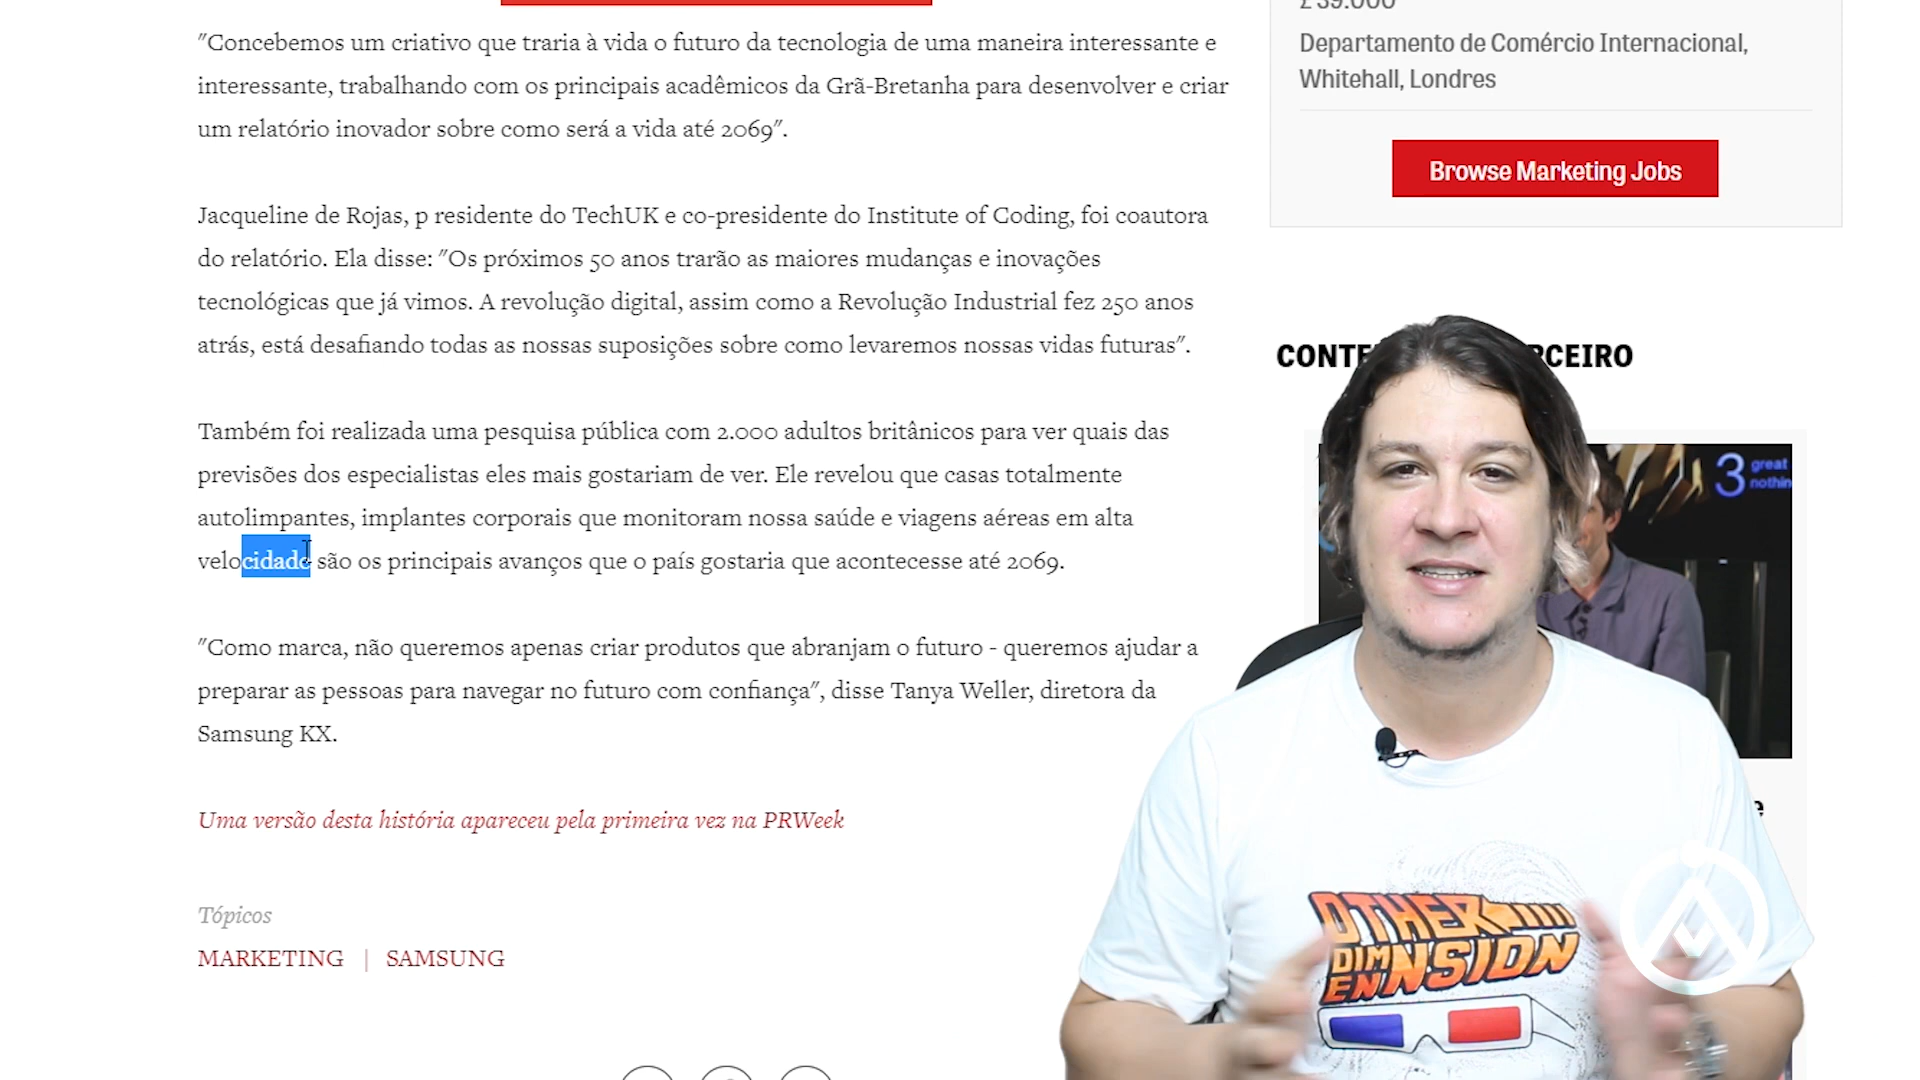 "Concebemos um criativo que traria à vida o futuro da tecnologia de uma maneira interessante e
interessante, trabalhando com os principais acadêmicos da Grã-Bretanha para desenvolver e criar
um relatório inovador sobre como será a vida até 2069".
Jacqueline de Rojas, p residente do TechUK e co-presidente do Institute of Coding, foi coautora
do relatório. Ela disse: "Os próximos 50 anos trarão as maiores mudanças e inovações
tecnológicas que já vimos. A revolução digital, assim como a Revolução Industrial fez 250 anos
atrás, está desafiando todas as nossas suposições sobre como levaremos nossas vidas futuras".
Também foi realizada uma pesquisa pública com 2.000 adultos britânicos para ver quais das
previsões dos especialistas eles mais gostariam de ver. Ele revelou que casas totalmente
autolimpantes, implantes corporais que monitoram nossa saúde e viagens aéreas em alta
velocidade são os principais avanços que o país gostaria que acontecesse até 2069.
"Como marca, não queremos apenas criar produtos que abranjam o futuro - queremos ajudar a
preparar as pessoas para navegar no futuro com confiança", disse Tanya Weller, diretora da
Samsung KX.
Uma versão desta história apareceu pela primeira vez na PRWeek
Tópicos
MARKETING | SAMSUNG
£39.000
Departamento de Comércio Internacional,
Whitehall, Londres
Browse Marketing Jobs
3 great
OTHER
DIMENNSION